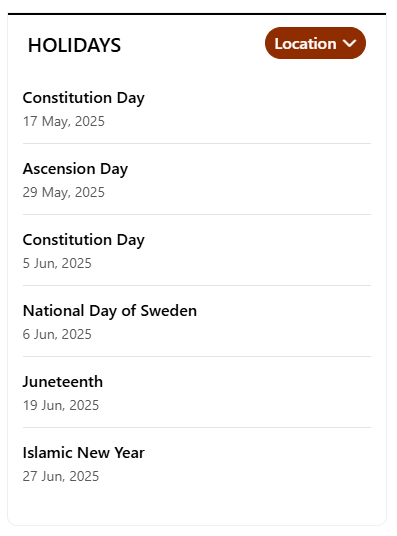 HOLIDAYS
Location
Constitution Day
17 May, 2025
Ascension Day
29 May, 2025
Constitution Day
5 Jun, 2025
National Day of Sweden
6 Jun, 2025
Juneteenth
19 Jun, 2025
Islamic New Year
27 Jun, 2025